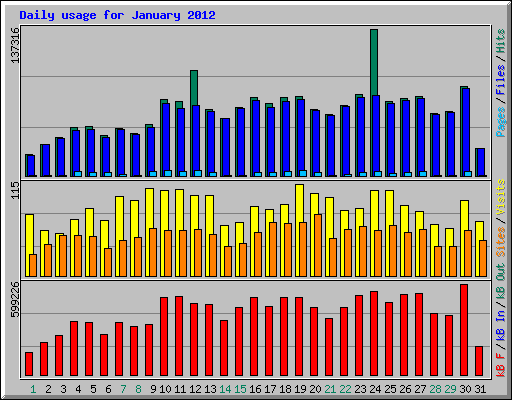 Daily usage for January 2012
137316
Pages / Files / Hits
115
Sites / Visits
599226
kB F / kB In / kB Out
1 2 3 4 5 6 7 8 9 10 11 12 13 14 15 16 17 18 19 20 21 22 23 24 25 26 27 28 29 30 31